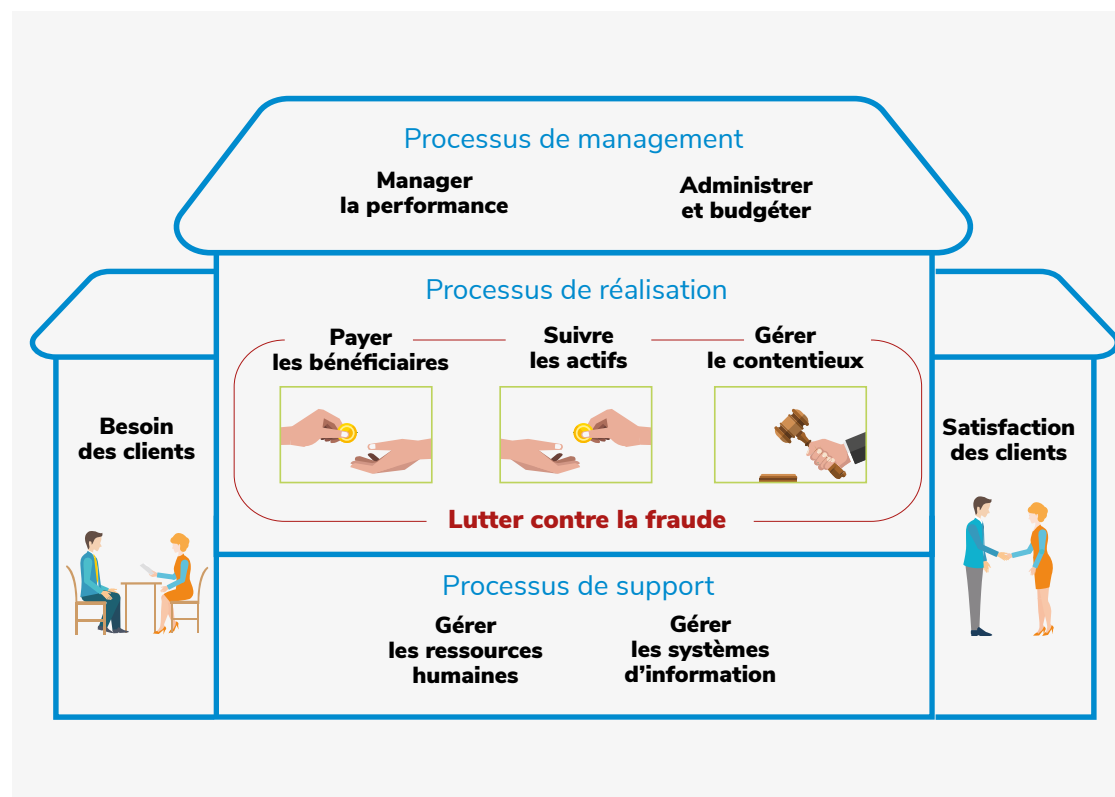 Processus de management
Manager
la performance
Administrer
et budgéter
Processus de réalisation
Payer
les bénéficiaires
Suivre
les actifs
Gérer
le contentieux
Besoin
des clients
Satisfaction
des clients
Lutter contre la fraude
Processus de support
Gérer
les ressources
humaines
Gérer
les systèmes
d’information